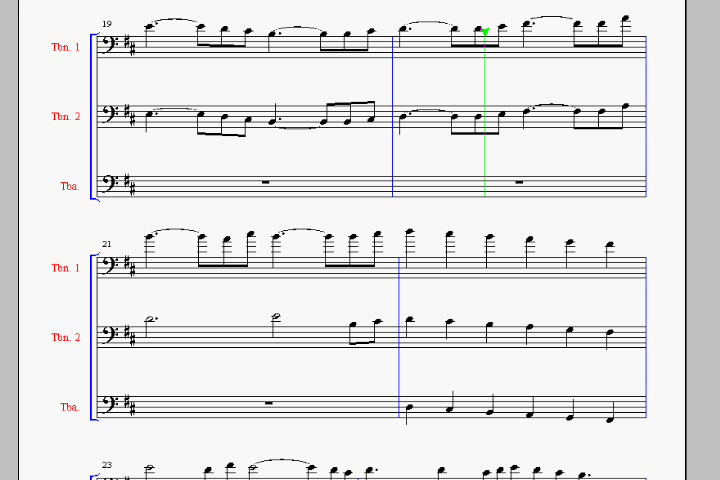 19
Tbn. 1
Tbn. 2
Tba.
21
Tbn. 1
Tbn. 2
Tba.
23